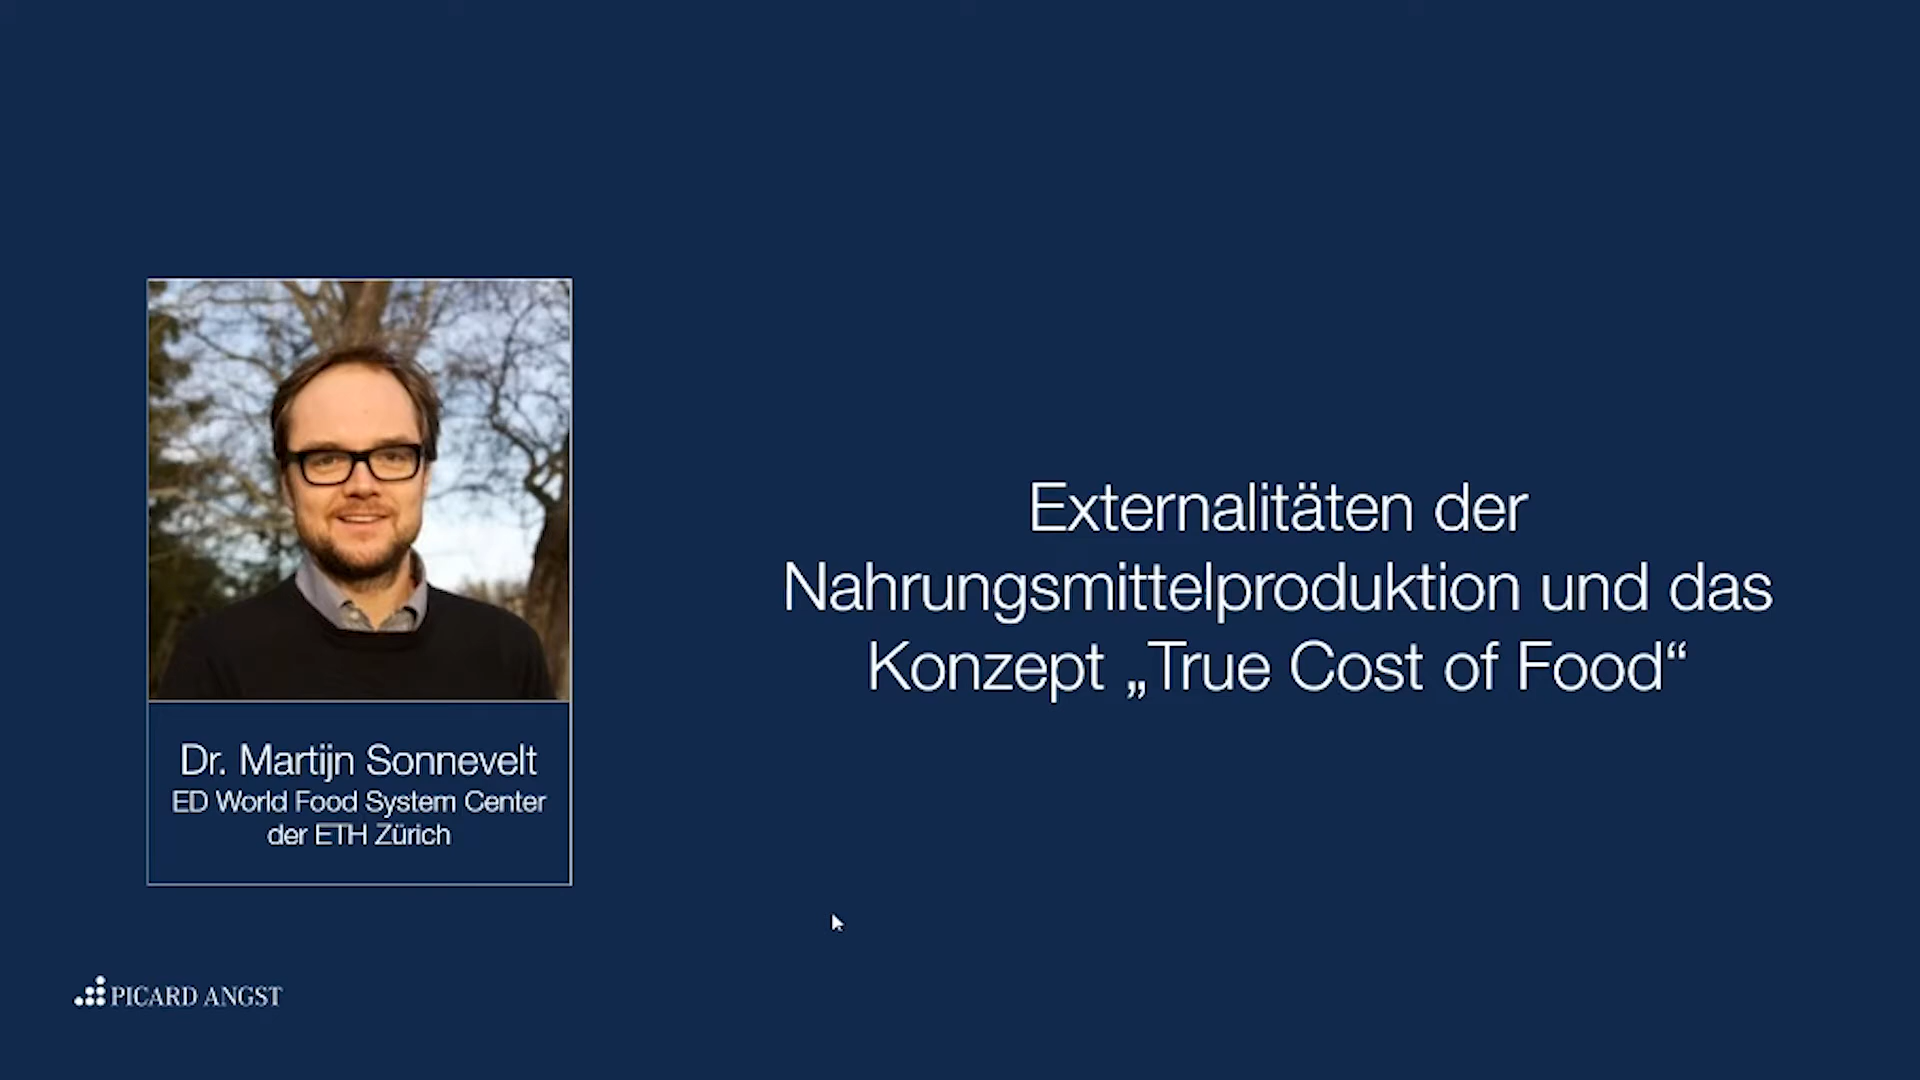 Externalitäten der
Nahrungsmittelproduktion und das
Konzept „True Cost of Food“
Dr. Martijn Sonnevelt
ED World Food System Center
der ETH Zürich
PICARD ANGST